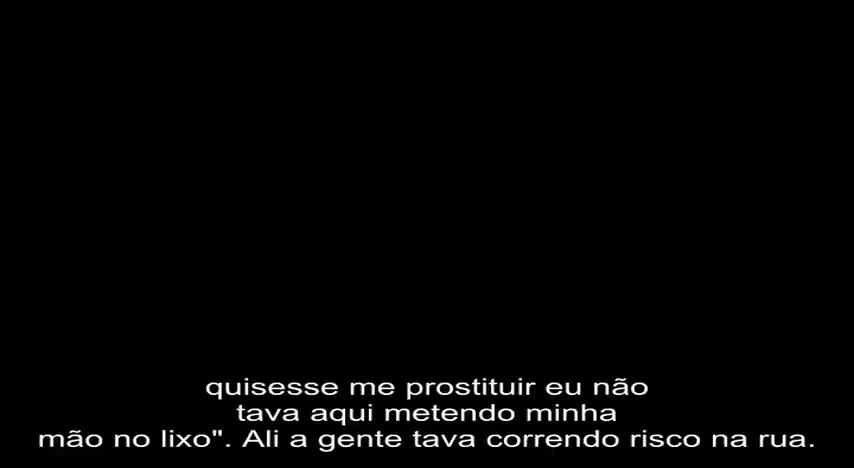 quisesse me prostituir eu não
tava aqui metendo minha
mão no lixo". Ali a gente tava correndo risco na rua.